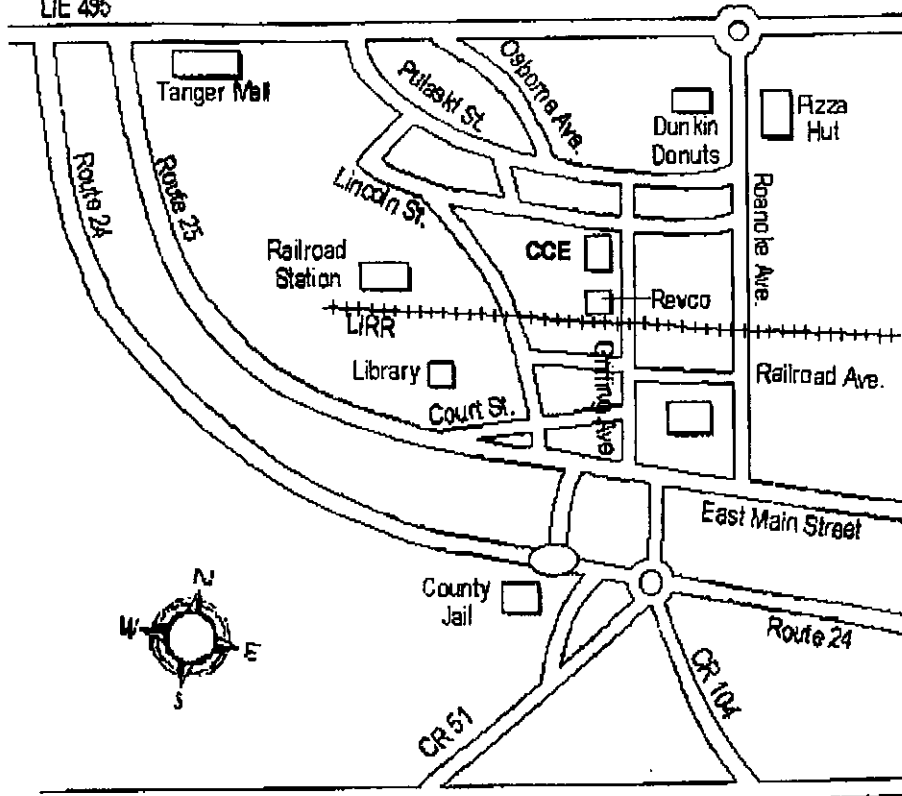 LIE 495
Tanger Mall
Pulaski St.
Osborne Ave.
Dunkin
Donuts
Pizza
Hut
Route 24
Route 25
Lincoln St.
Roanoke Ave.
CCE
Railroad
Station
Revco
LIRR
Griffing Ave
Railroad Ave.
Library
Court St.
East Main Street
County
Jail
N
W
E
S
Route 24
CR 51
CR 104